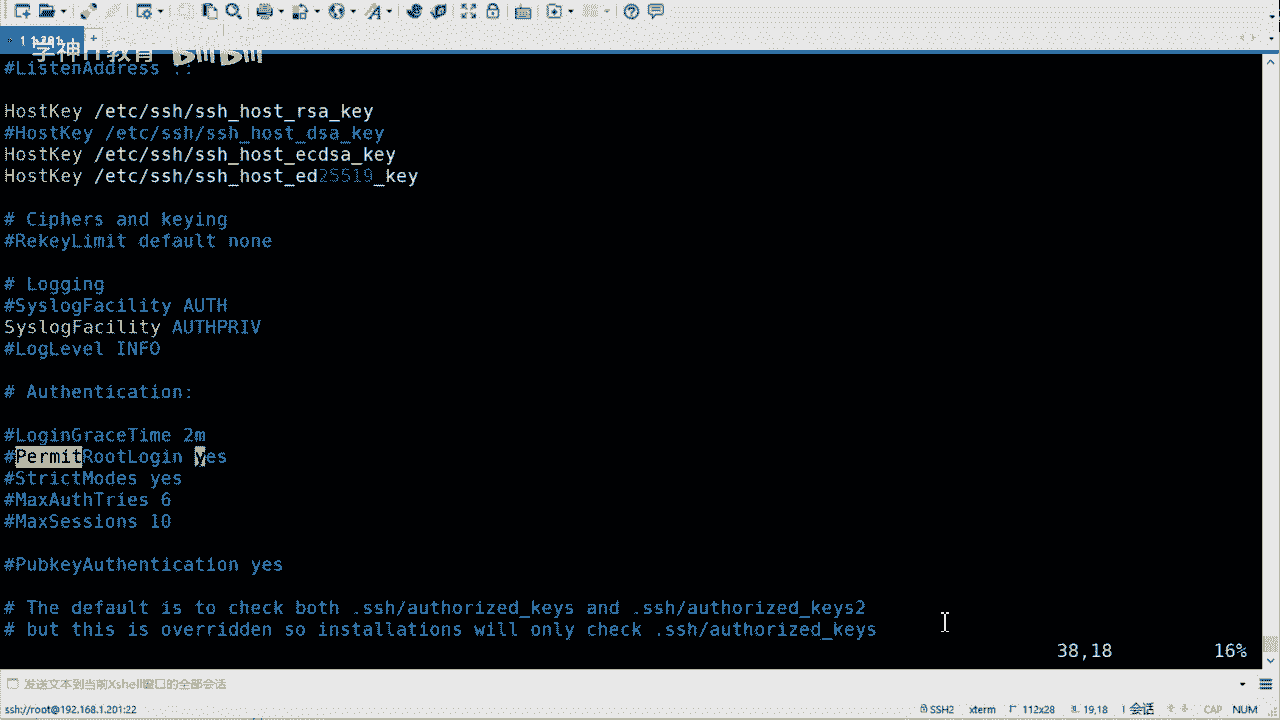 1 1.201
学神IT教育 bilibili
#ListenAddress ::
HostKey /etc/ssh/ssh_host_rsa_key
#HostKey /etc/ssh/ssh_host_dsa_key
HostKey /etc/ssh/ssh_host_ecdsa_key
HostKey /etc/ssh/ssh_host_ed25519_key
# Ciphers and keying
#RekeyLimit default none
# Logging
#SyslogFacility AUTH
SyslogFacility AUTHPRIV
#LogLevel INFO
# Authentication:
#LoginGraceTime 2m
#PermitRootLogin yes
#StrictModes yes
#MaxAuthTries 6
#MaxSessions 10
#PubkeyAuthentication yes
# The default is to check both .ssh/authorized_keys and .ssh/authorized_keys2
# but this is overridden so installations will only check .ssh/authorized_keys
38,18 16%
发送文本到当前Xshell窗口的全部会话
ssh://root@192.168.1.201:22 SSH2 xterm 112x28 19,18 1 会话 CAP NUM